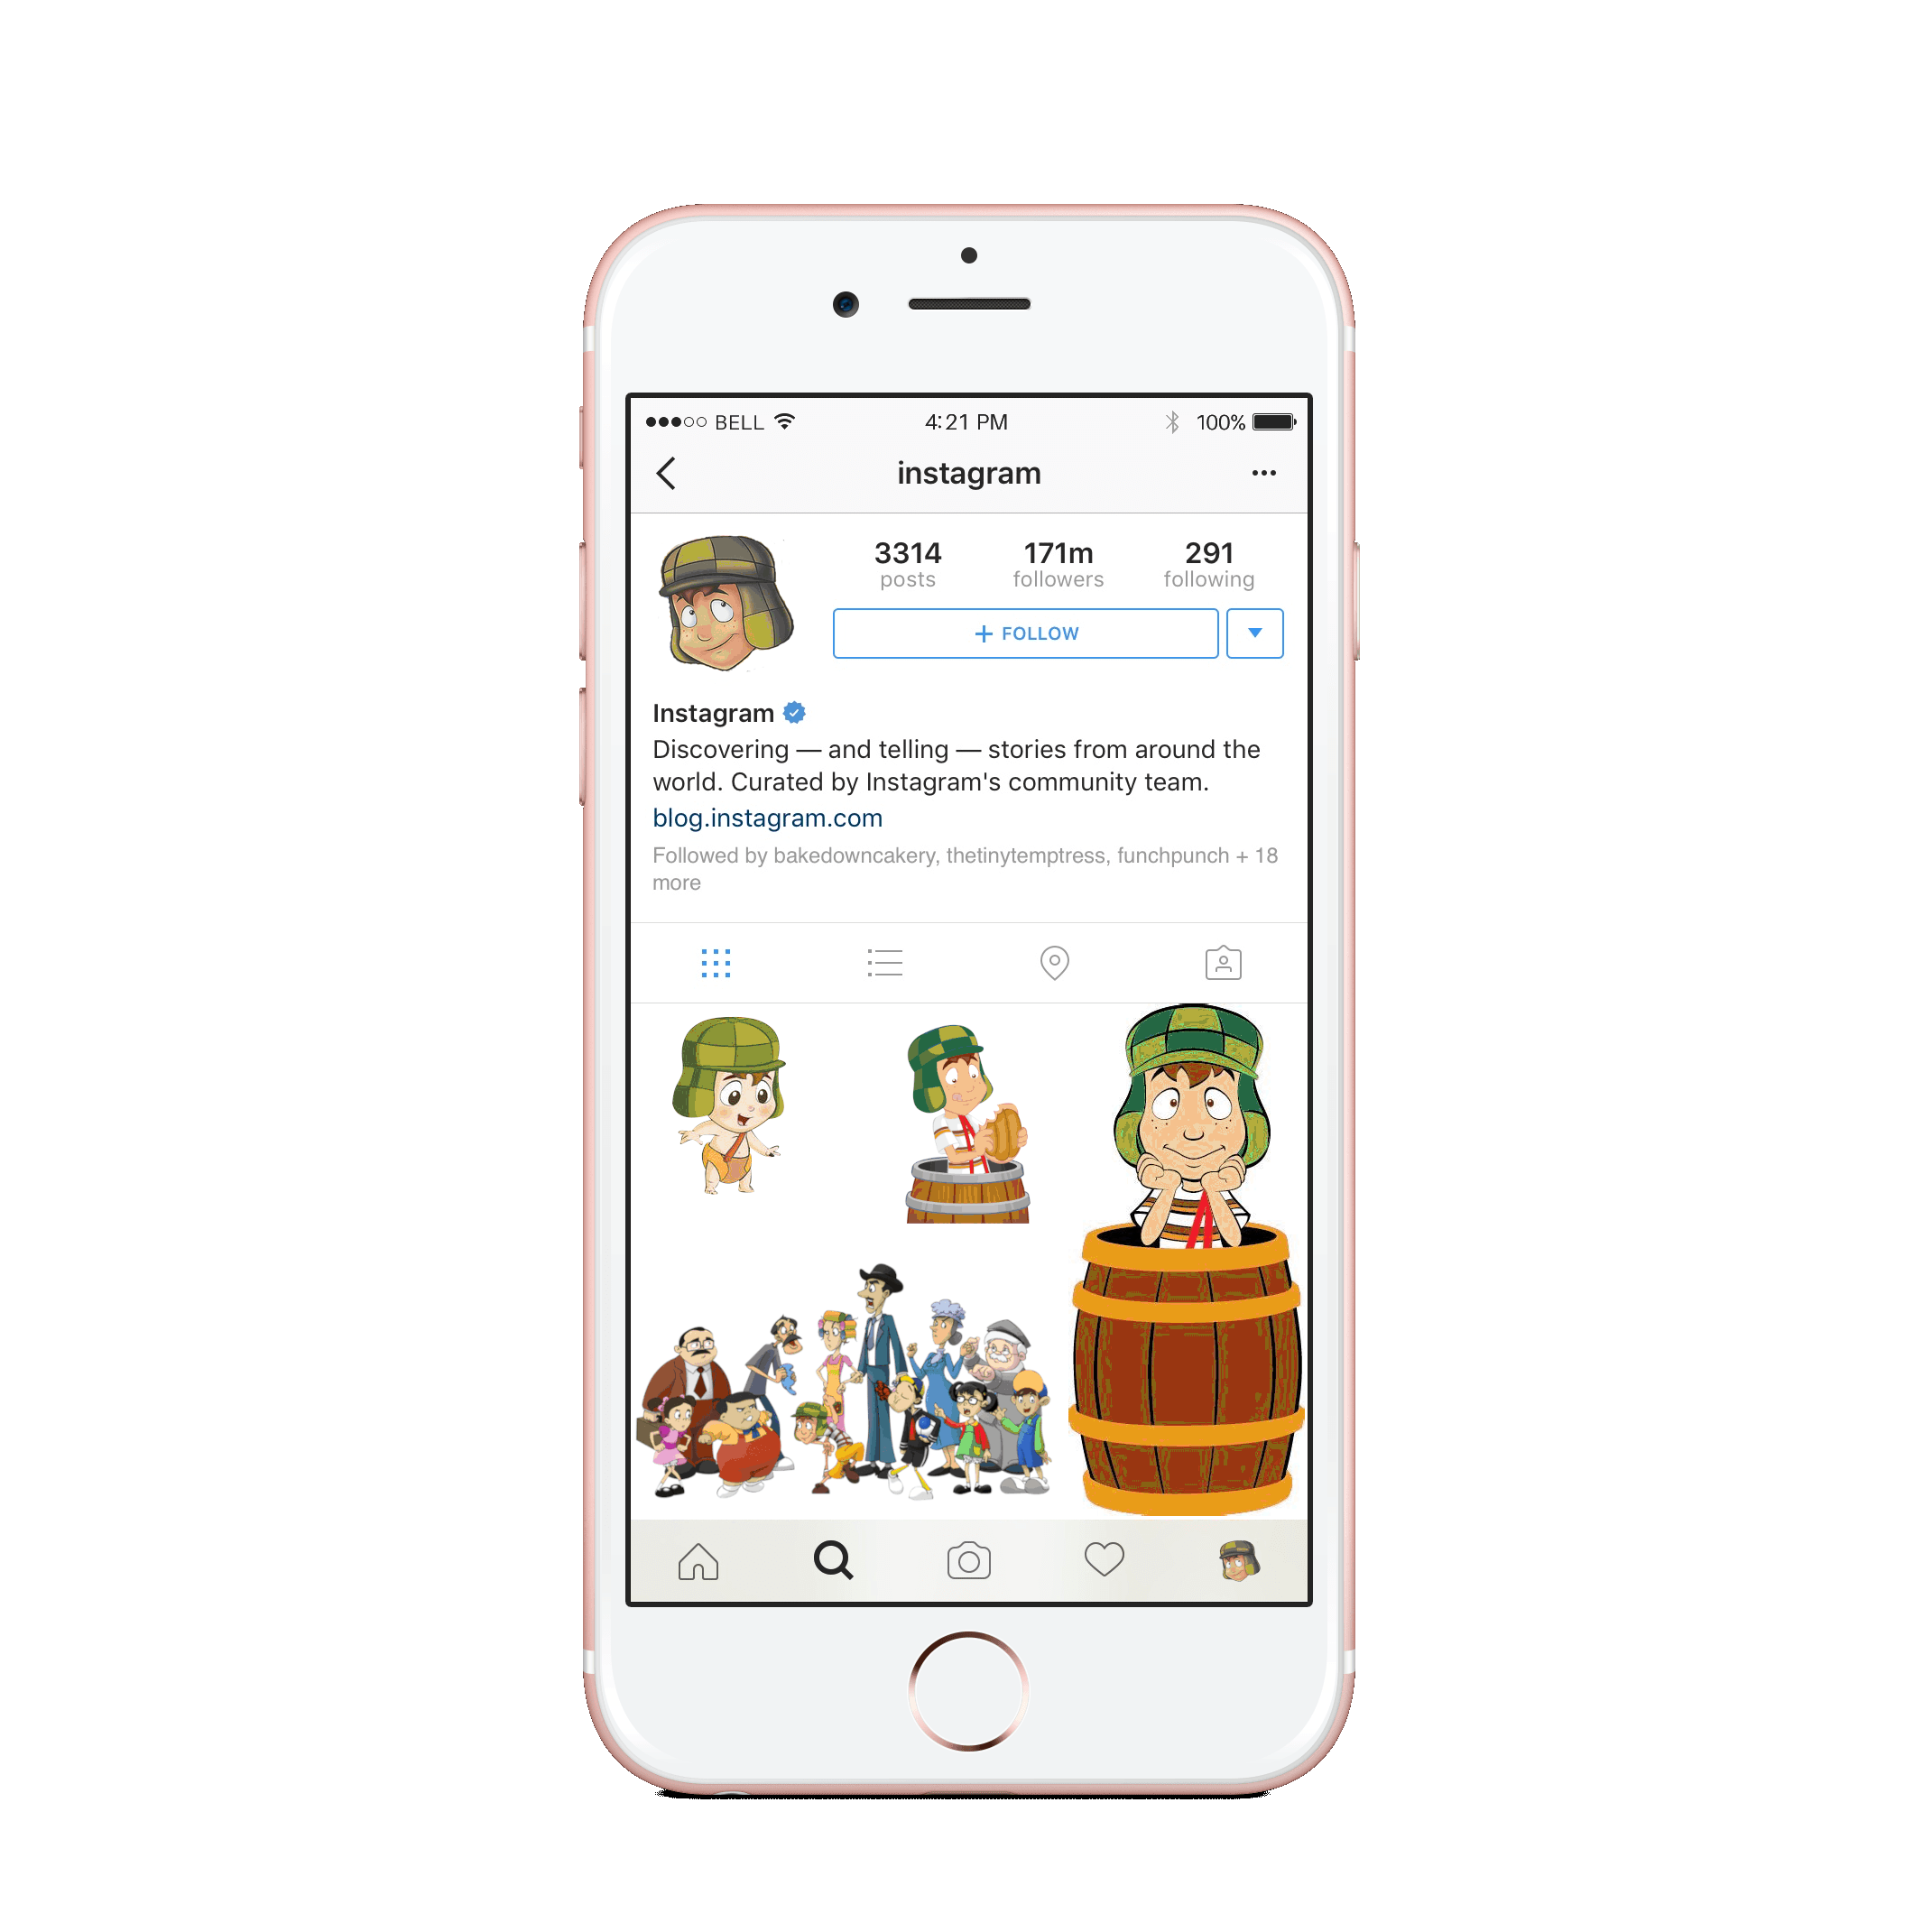 BELL 4:21 PM 100%
instagram
3314 171m 291
posts followers following
+ FOLLOW
Instagram
Discovering — and telling — stories from around the
world. Curated by Instagram's community team.
blog.instagram.com
Followed by bakedowncakery, thetinytemptress, funchpunch + 18
more